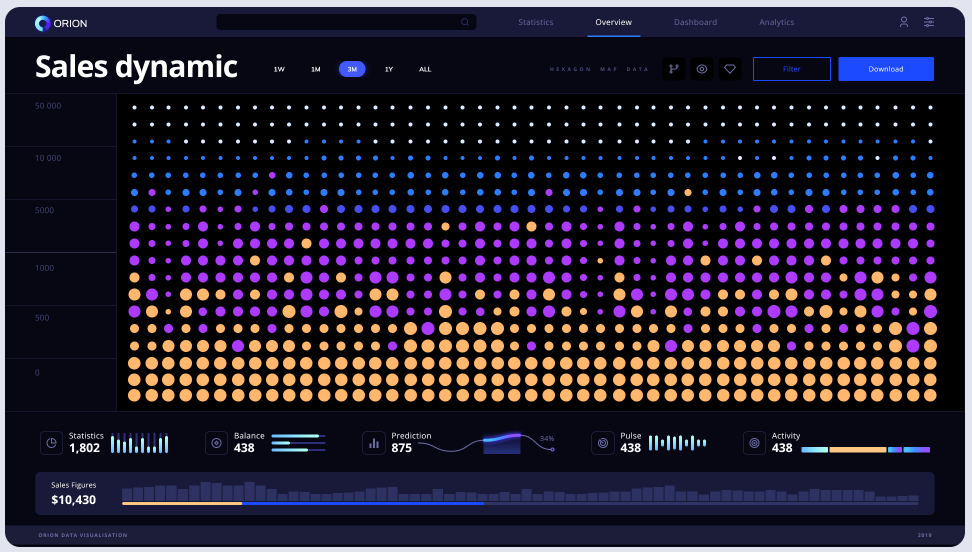 ORION
Statistics
Overview
Dashboard
Analytics
Sales dynamic
1W
1M
3M
1Y
ALL
HEXAGON MAP DATA
Filter
Download
50 000
10 000
5000
1000
500
0
Statistics
1,802
Balance
438
Prediction
875
34%
Pulse
438
Activity
438
Sales Figures
$10,430
ORION DATA VISUALISATION
2019